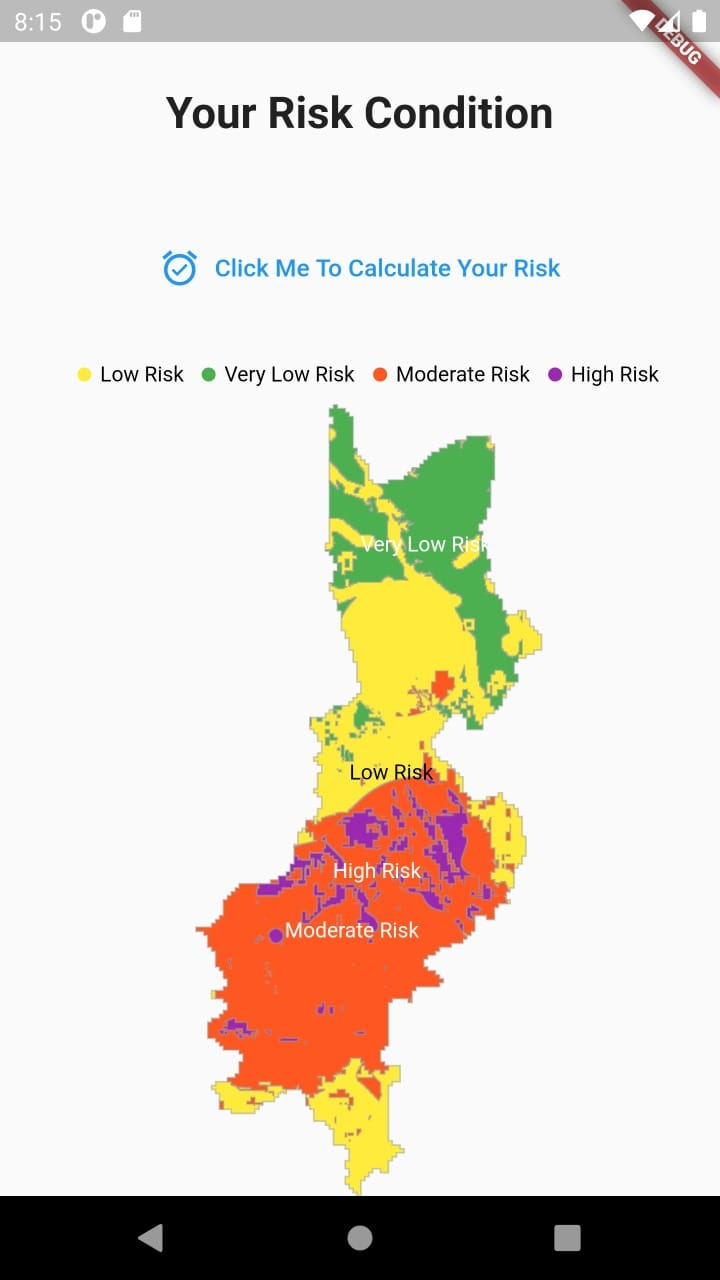 8:15
DEBUG
Your Risk Condition
Click Me To Calculate Your Risk
Low Risk Very Low Risk Moderate Risk High Risk
Very Low Risk
Low Risk
High Risk
Moderate Risk